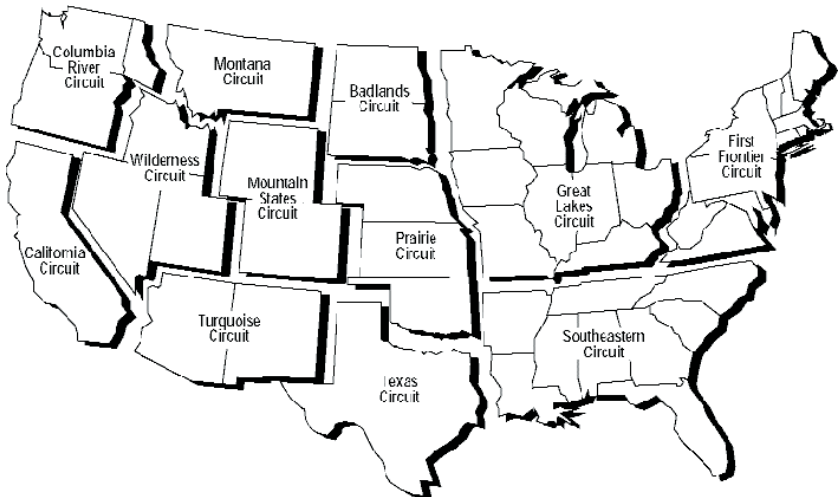 Columbia
River
Circuit
Montana
Circuit
Badlands
Circuit
First
Frontier
Circuit
Wilderness
Circuit
Mountain
States
Circuit
Great
Lakes
Circuit
Prairie
Circuit
California
Circuit
Turquoise
Circuit
Southeastern
Circuit
Texas
Circuit